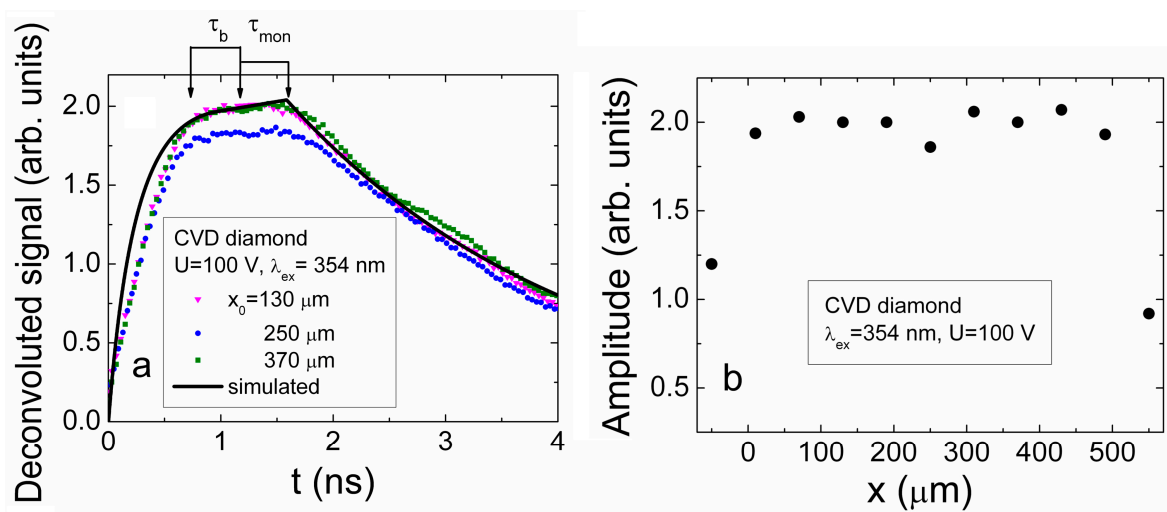 τb τmon
Deconvoluted signal (arb. units)
2.0
1.5
1.0
0.5
0.0
CVD diamond
U=100 V, λex= 354 nm
x0=130 μm
250 μm
370 μm
simulated
a
0 1 2 3 4
t (ns)
Amplitude (arb. units)
2.0
1.5
1.0
0.5
CVD diamond
λex=354 nm, U=100 V
b
0 100 200 300 400 500
x (μm)